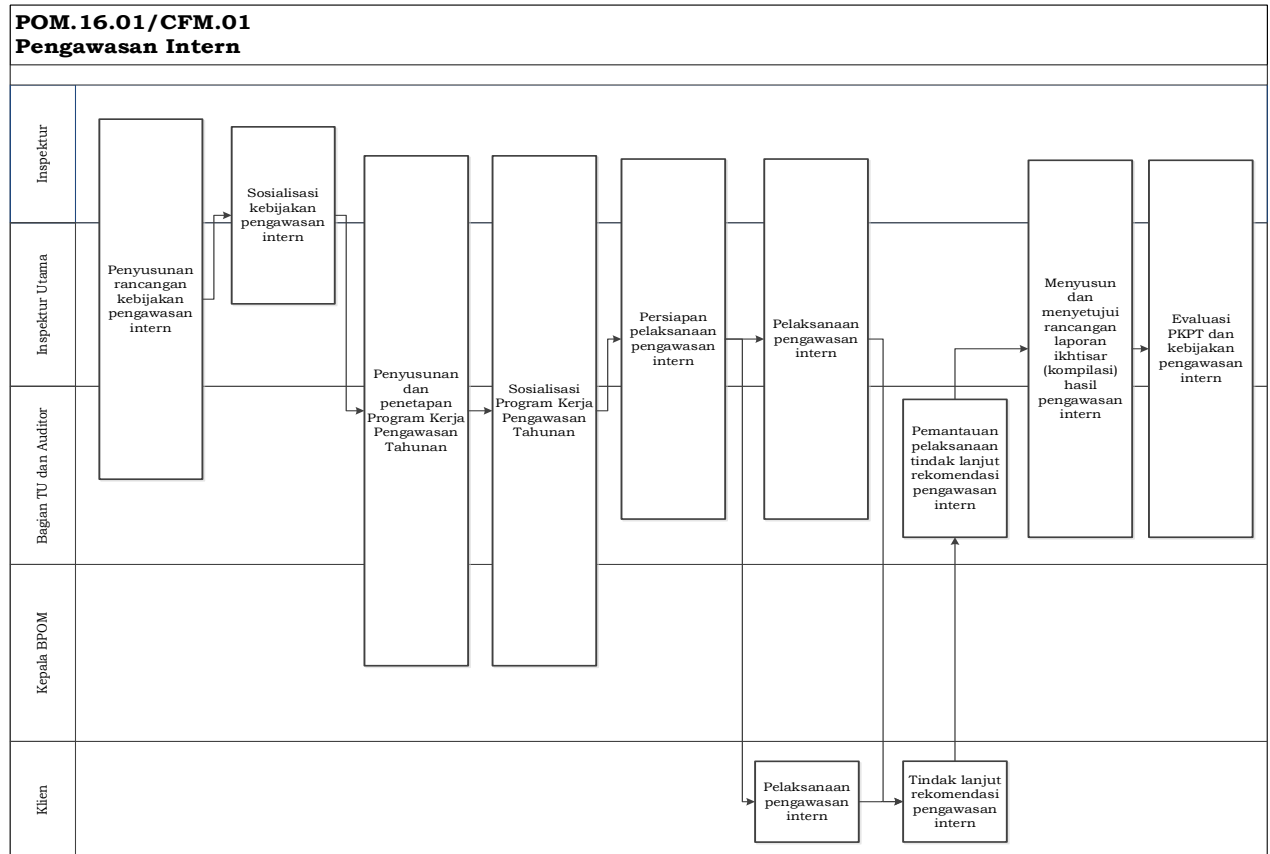 POM.16.01/CFM.01
Pengawasan Intern
Inspektur
Inspektur Utama
Bagian TU dan Auditor
Kepala BPOM
Klien
Penyusunan
rancangan
kebijakan
pengawasan
intern
Sosialisasi
kebijakan
pengawasan
intern
Penyusunan
dan
penetapan
Program Kerja
Pengawasan
Tahunan
Sosialisasi
Program Kerja
Pengawasan
Tahunan
Persiapan
pelaksanaan
pengawasan
intern
Pelaksanaan
pengawasan
intern
Pelaksanaan
pengawasan
intern
Tindak lanjut
rekomendasi
pengawasan
intern
Pemantauan
pelaksanaan
tindak lanjut
rekomendasi
pengawasan
intern
Menyusun
dan
menyetujui
rancangan
laporan
ikhtisar
(kompilasi)
hasil
pengawasan
intern
Evaluasi
PKPT dan
kebijakan
pengawasan
intern